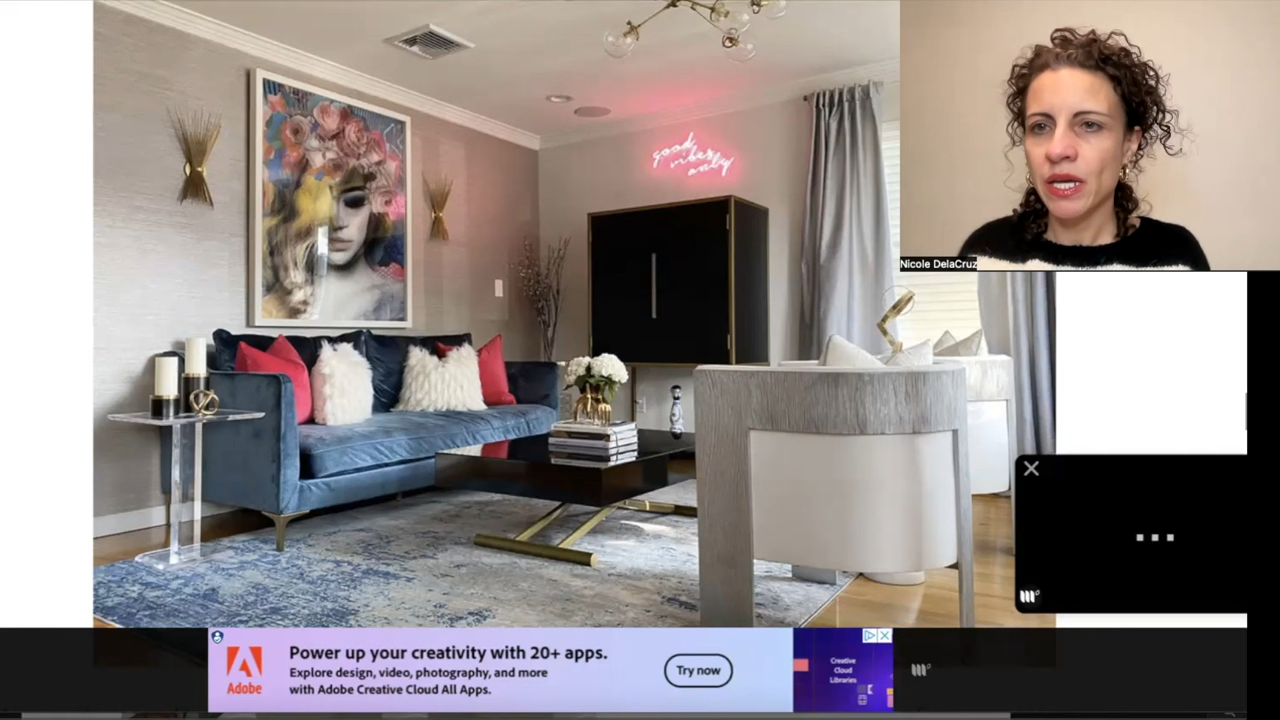 good
vibes
only
Nicole DelaCruz
Adobe
Power up your creativity with 20+ apps.
Explore design, video, photography, and more
with Adobe Creative Cloud All Apps.
Try now
Creative
Cloud
Libraries